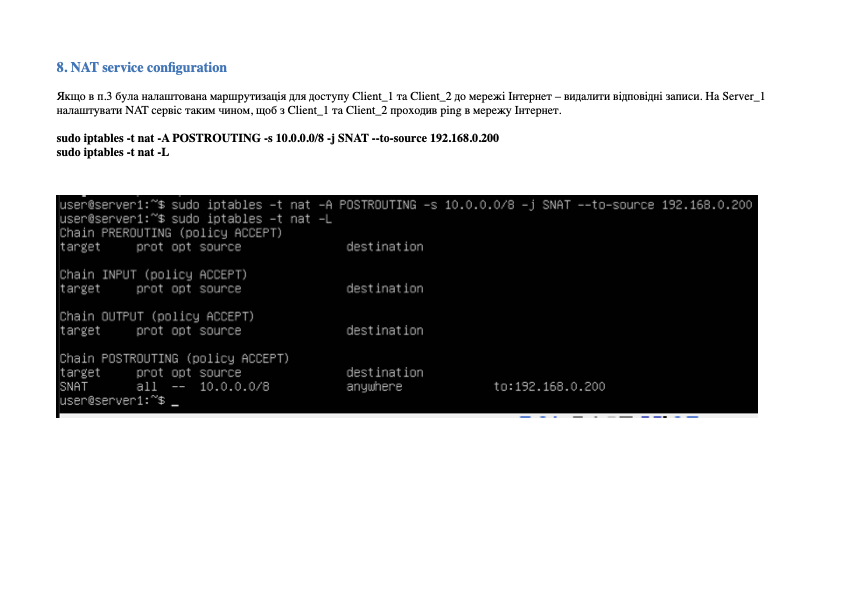 8. NAT service configuration
Якщо в п.3 була налаштована маршрутизація для доступу Client_1 та Client_2 до мережі Інтернет – видалити відповідні записи. На Server_1
налаштувати NAT сервіс таким чином, щоб з Client_1 та Client_2 проходив ping в мережу Інтернет.
sudo iptables -t nat -A POSTROUTING -s 10.0.0.0/8 -j SNAT --to-source 192.168.0.200
sudo iptables -t nat -L
user@server1:~$ sudo iptables -t nat -A POSTROUTING -s 10.0.0.0/8 -j SNAT --to-source 192.168.0.200
user@server1:~$ sudo iptables -t nat -L
Chain PREROUTING (policy ACCEPT)
target prot opt source destination
Chain INPUT (policy ACCEPT)
target prot opt source destination
Chain OUTPUT (policy ACCEPT)
target prot opt source destination
Chain POSTROUTING (policy ACCEPT)
target prot opt source destination
SNAT all -- 10.0.0.0/8 anywhere to:192.168.0.200
user@server1:~$ _